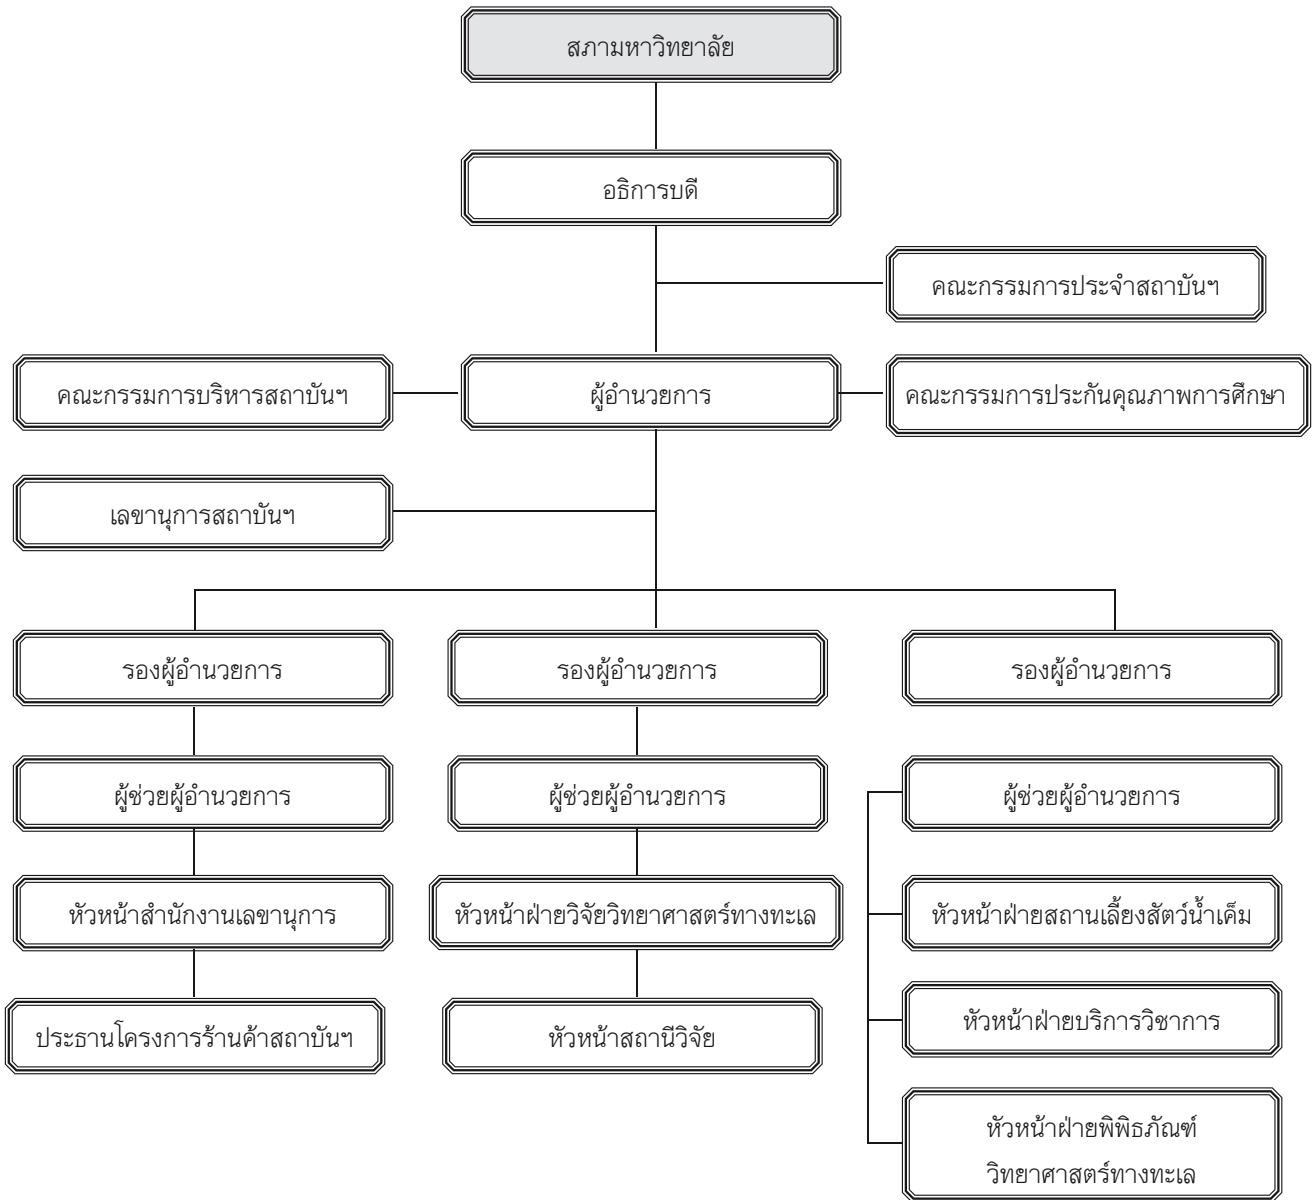 สภามหาวิทยาลัย
อธิการบดี
คณะกรรมการประจำสถาบันฯ
คณะกรรมการบริหารสถาบันฯ
ผู้อำนวยการ
คณะกรรมการประกันคุณภาพการศึกษา
เลขานุการสถาบันฯ
รองผู้อำนวยการ
รองผู้อำนวยการ
รองผู้อำนวยการ
ผู้ช่วยผู้อำนวยการ
ผู้ช่วยผู้อำนวยการ
ผู้ช่วยผู้อำนวยการ
หัวหน้าสำนักงานเลขานุการ
หัวหน้าฝ่ายวิจัยวิทยาศาสตร์ทางทะเล
หัวหน้าฝ่ายสถานเลี้ยงสัตว์น้ำเค็ม
ประธานโครงการร้านค้าสถาบันฯ
หัวหน้าสถานีวิจัย
หัวหน้าฝ่ายบริการวิชาการ
หัวหน้าฝ่ายพิพิธภัณฑ์
วิทยาศาสตร์ทางทะเล